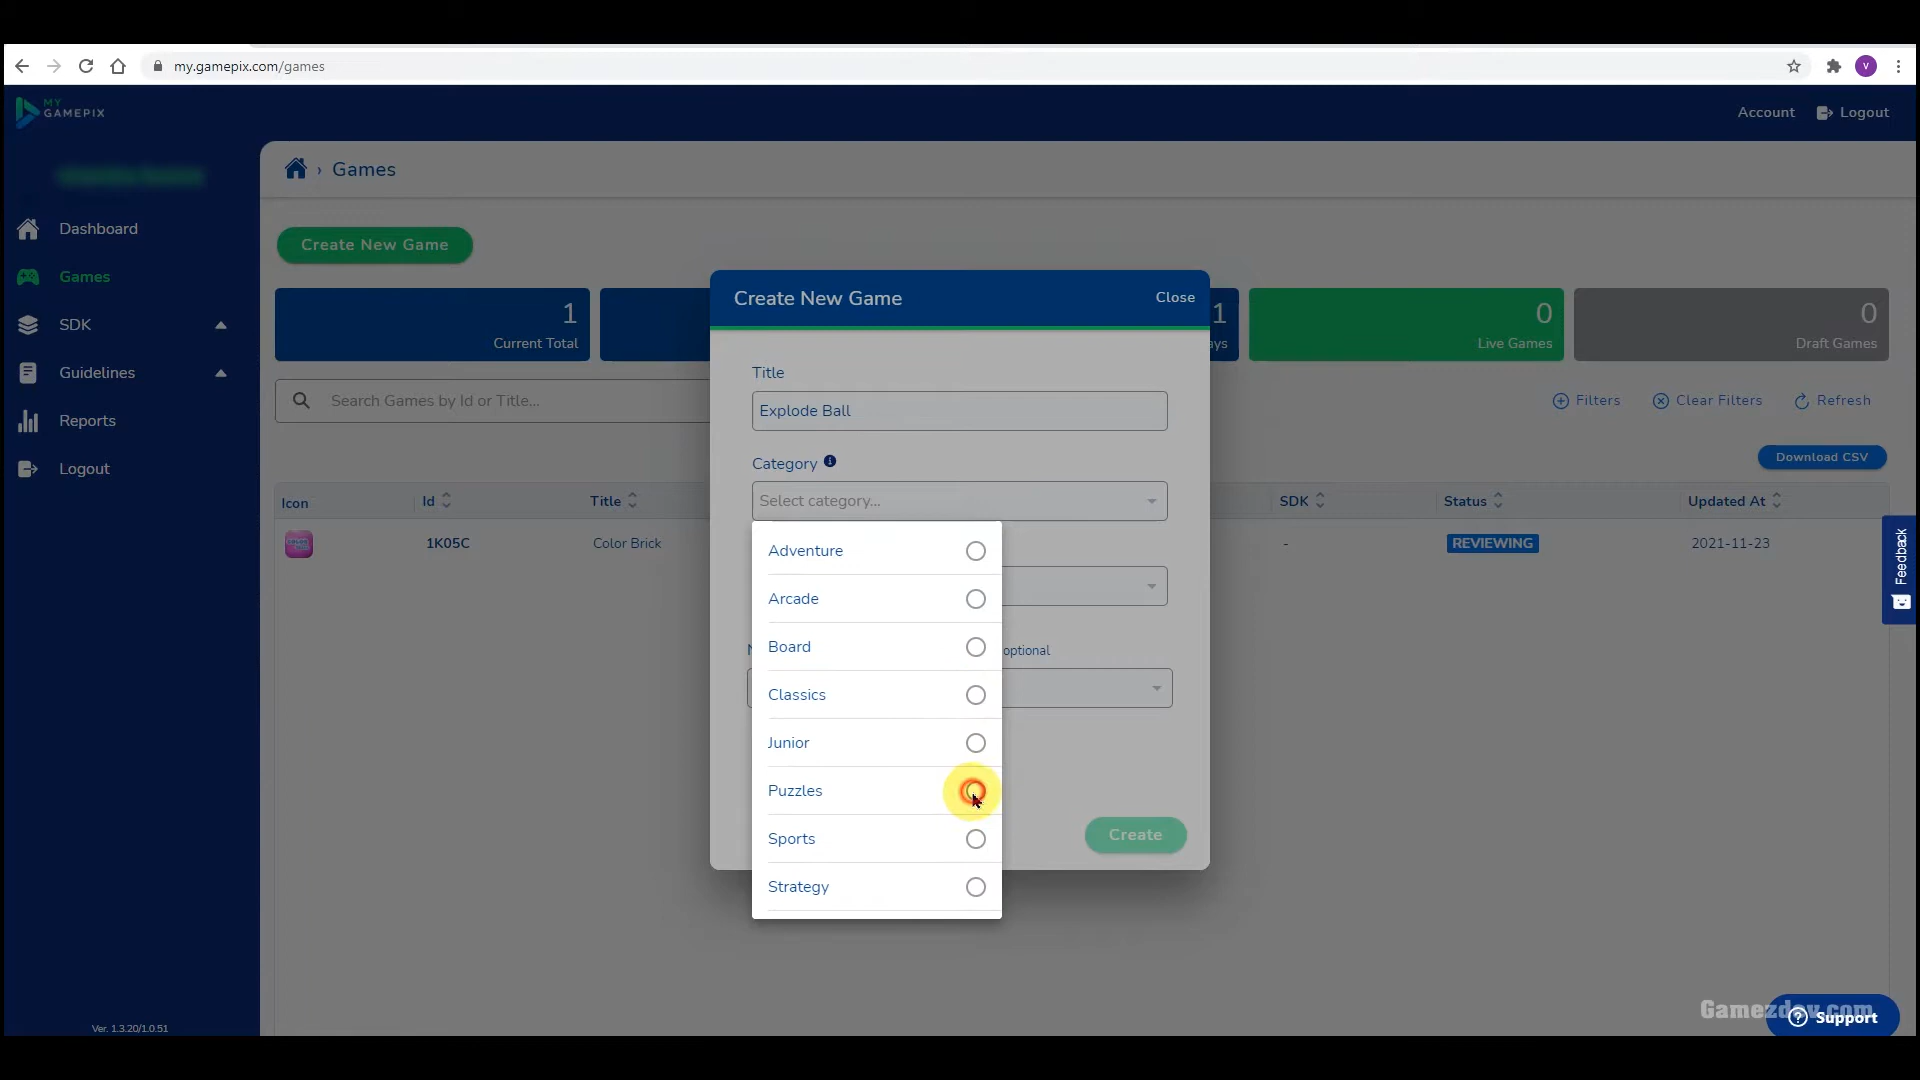 my.gamepix.com/games
V
MY
GAMEPIX
Account
Logout
Dashboard
Games
SDK
Guidelines
Reports
Logout
Ver. 1.3.20/1.0.51
› Games
Create New Game
1
Current Total
1
ays
0
Live Games
0
Draft Games
Search Games by Id or Title...
Filters
Clear Filters
Refresh
Download CSV
Icon
Id
Title
SDK
Status
Updated At
1K05C
Color Brick
-
REVIEWING
2021-11-23
Create New Game
Close
Title
Explode Ball
Category
Select category...
Adventure
Arcade
Board
Classics
Junior
Puzzles
Sports
Strategy
optional
Create
Feedback
Gamezdev.com
Support